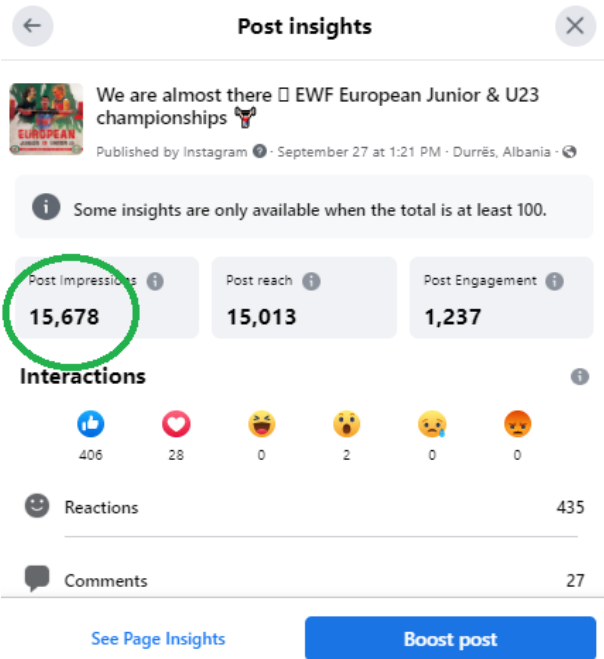 Post insights
We are almost there ▯ EWF European Junior & U23
championships
EUROPEAN
Published by Instagram · September 27 at 1:21 PM · Durrës, Albania ·
Some insights are only available when the total is at least 100.
Post Impressions Post reach Post Engagement
15,678 15,013 1,237
Interactions
406 28 0 2 0 0
Reactions 435
Comments 27
See Page Insights Boost post